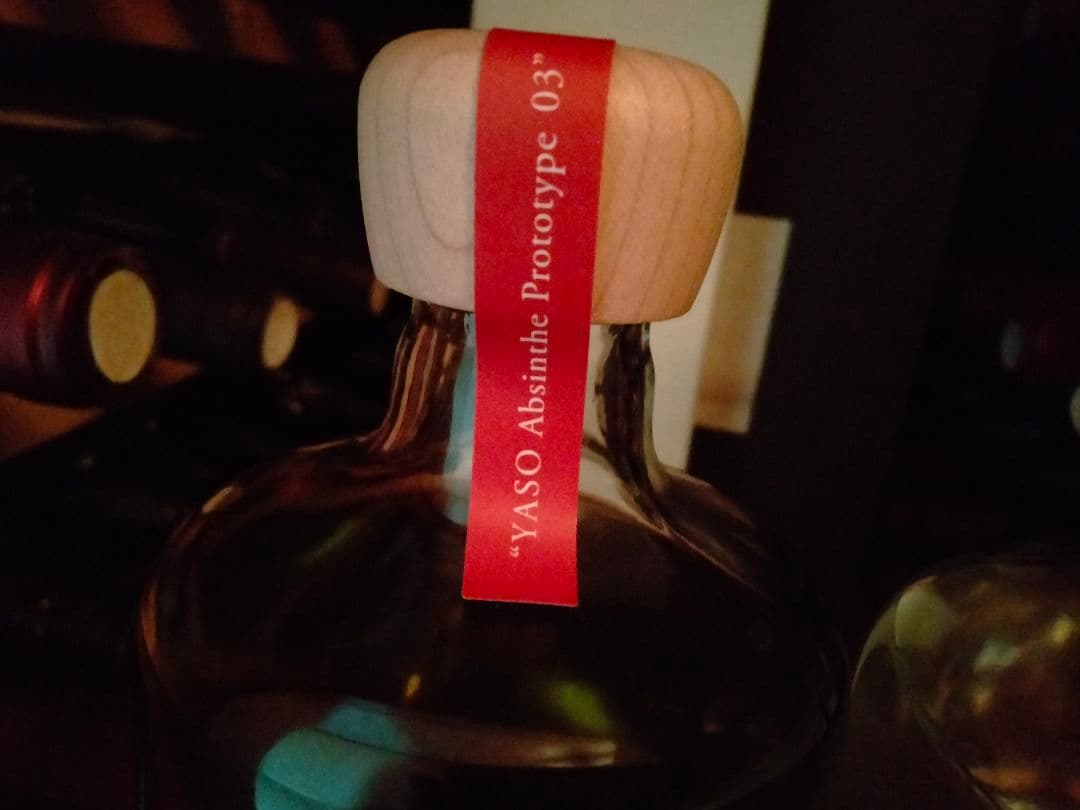 “YASO Absinthe Prototype 03”